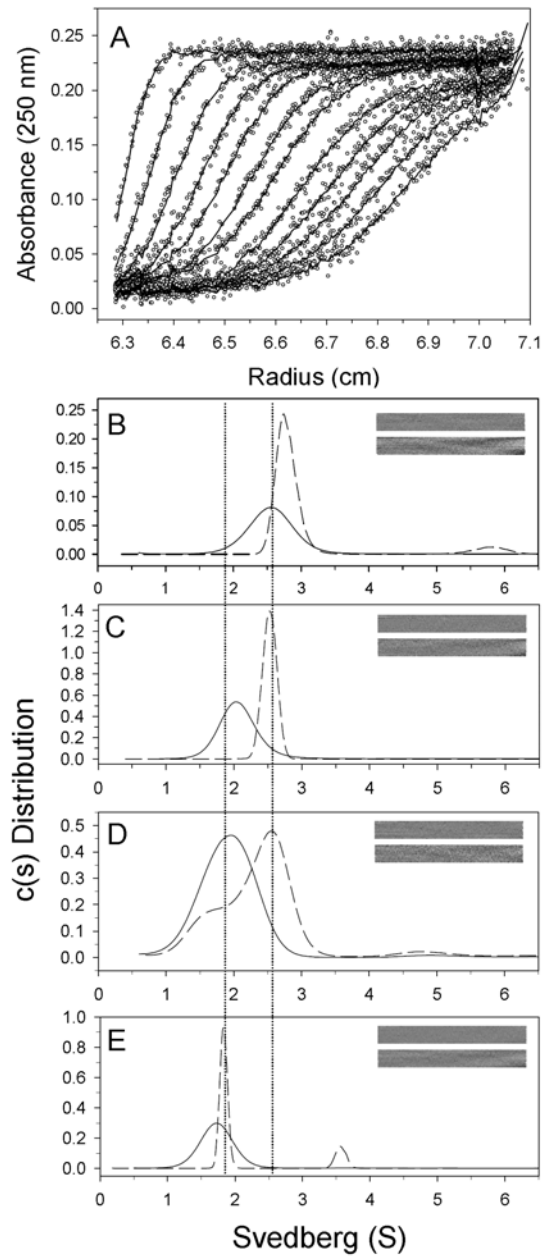 A
Absorbance (250 nm)
0.25
0.20
0.15
0.10
0.05
0.00
6.3 6.4 6.5 6.6 6.7 6.8 6.9 7.0 7.1
Radius (cm)
c(s) Distribution
B
0.25
0.20
0.15
0.10
0.05
0.00
0 1 2 3 4 5 6
C
1.4
1.2
1.0
0.8
0.6
0.4
0.2
0.0
0 1 2 3 4 5 6
D
0.5
0.4
0.3
0.2
0.1
0.0
0 1 2 3 4 5 6
E
1.0
0.8
0.6
0.4
0.2
0.0
0 1 2 3 4 5 6
Svedberg (S)